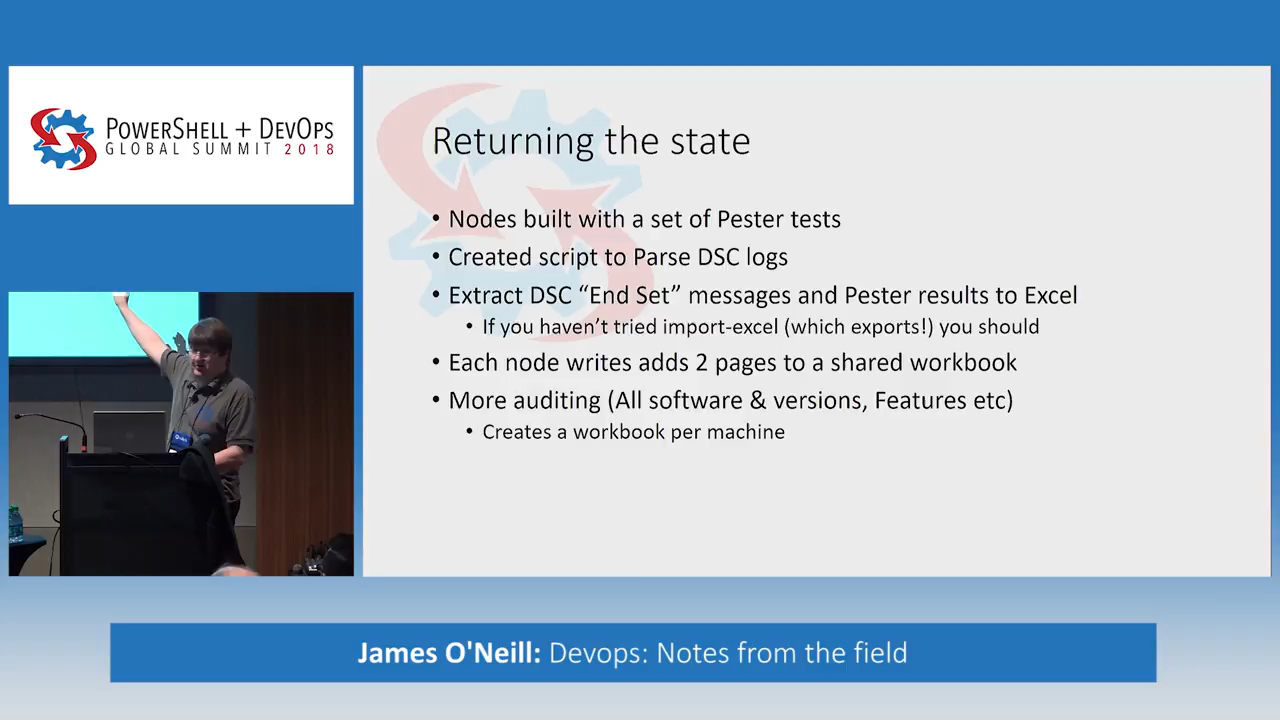 POWERSHELL + DEVOPS
GLOBAL SUMMIT 2018
Returning the state
• Nodes built with a set of Pester tests
• Created script to Parse DSC logs
• Extract DSC “End Set” messages and Pester results to Excel
• If you haven’t tried import-excel (which exports!) you should
• Each node writes adds 2 pages to a shared workbook
• More auditing (All software & versions, Features etc)
• Creates a workbook per machine
James O'Neill: Devops: Notes from the field